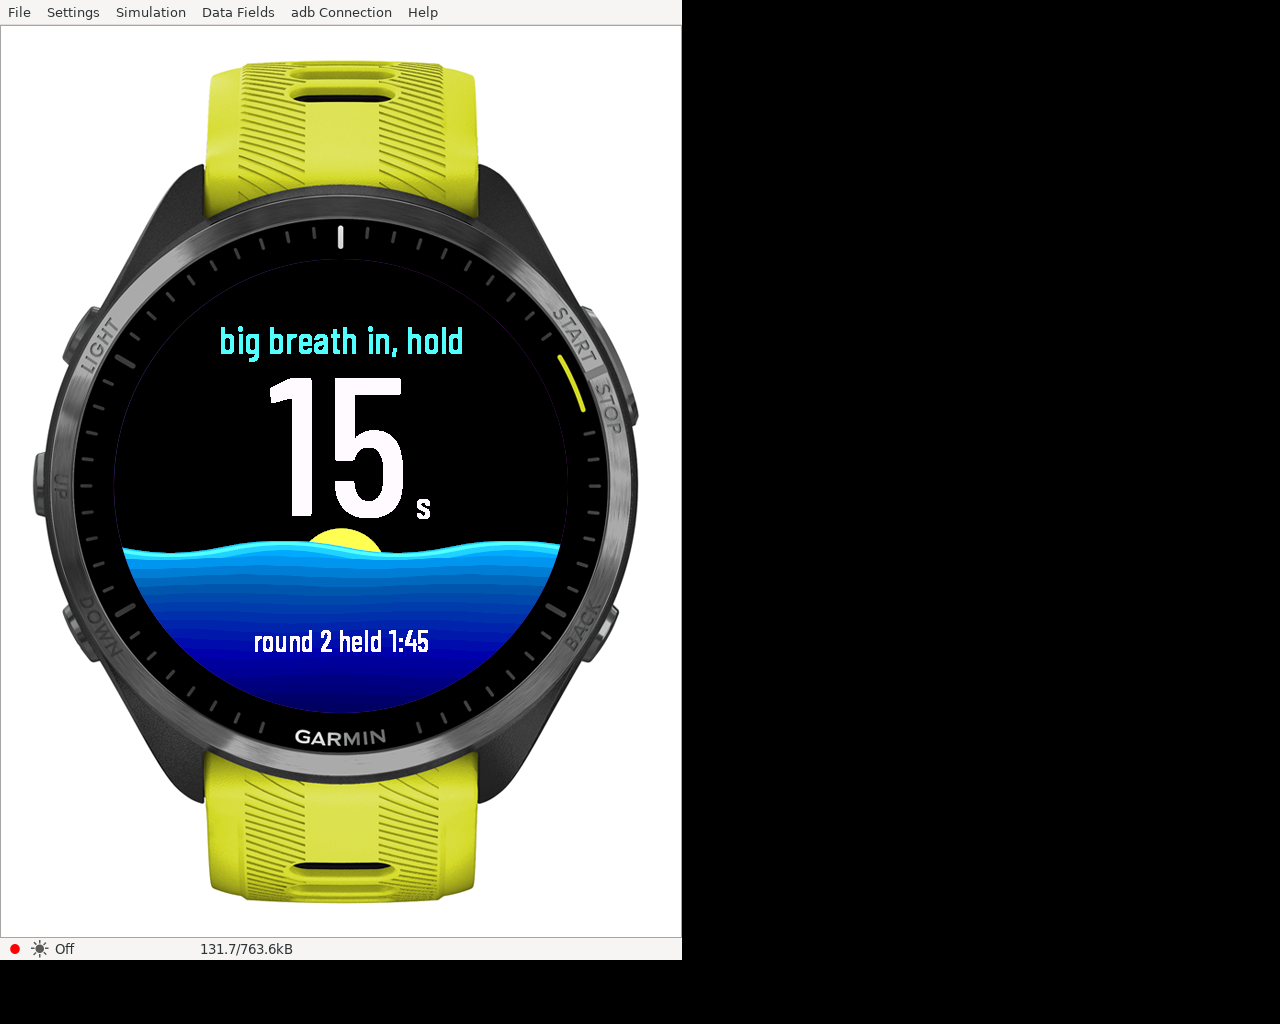 File Settings Simulation Data Fields adb Connection Help
START
STOP
LIGHT
UP
DOWN
BACK
big breath in, hold
15 s
round 2 held 1:45
GARMIN
Off 131.7/763.6kB